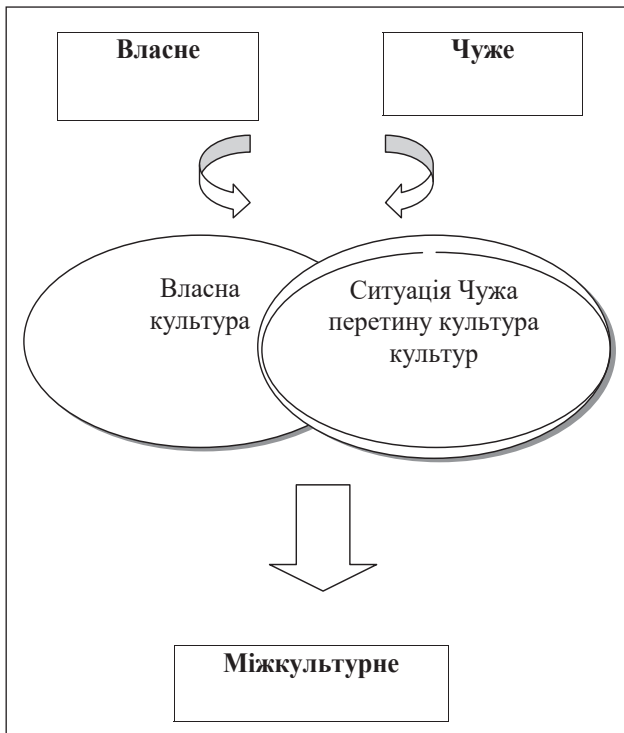 Власне
Чуже
Власна
культура
Ситуація Чужа
перетину культура
культур
Міжкультурне